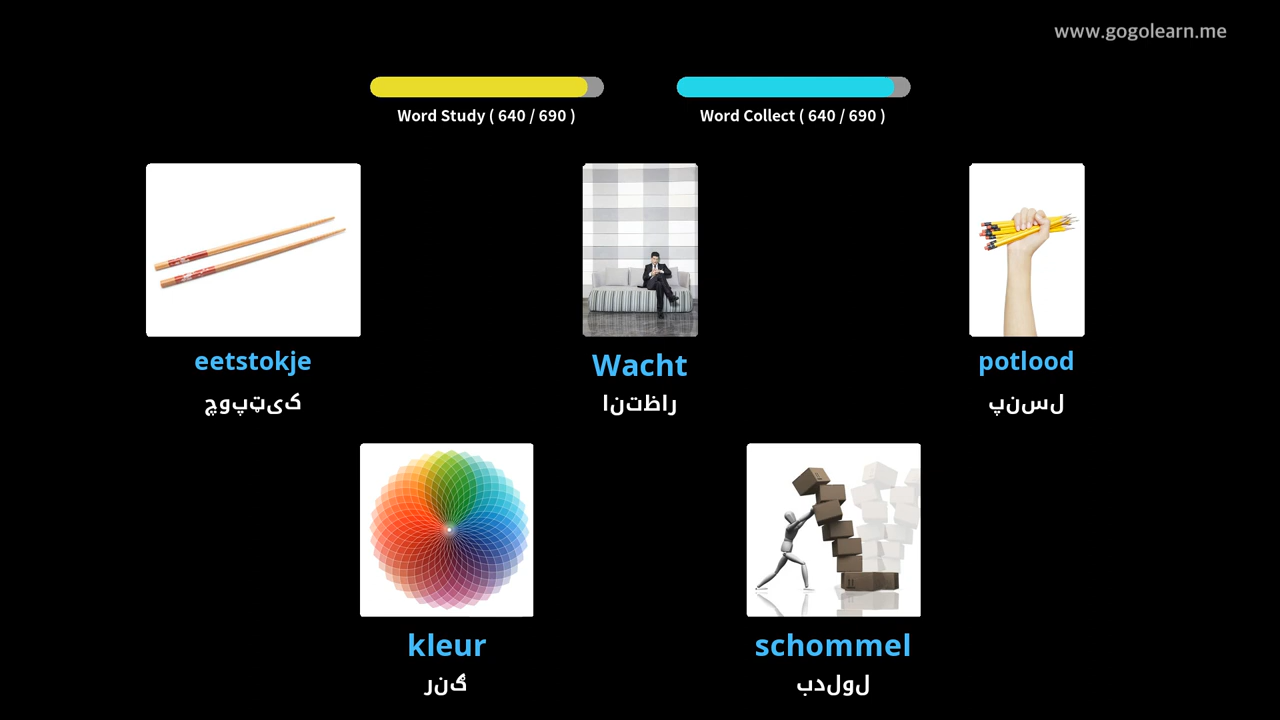 www.gogolearn.me
Word Study ( 640 / 690 )
Word Collect ( 640 / 690 )
eetstokje
کیټپوچ
Wacht
راظتنا
potlood
لسنپ
kleur
گنر
schommel
لولدب